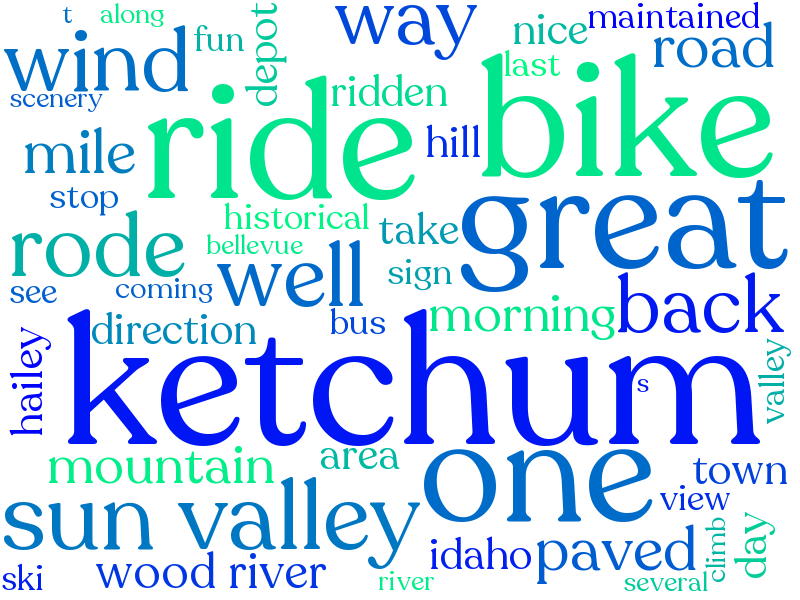 t along depot way maintained
wind fun nice road
scenery ridden last
ride bike
mile hill
stop historical great
rode bellevue take
see coming well sign
direction bus morning back
hailey ketchum s valley
mountain area one town
sun valley view
ski wood river river idaho paved climb day
several